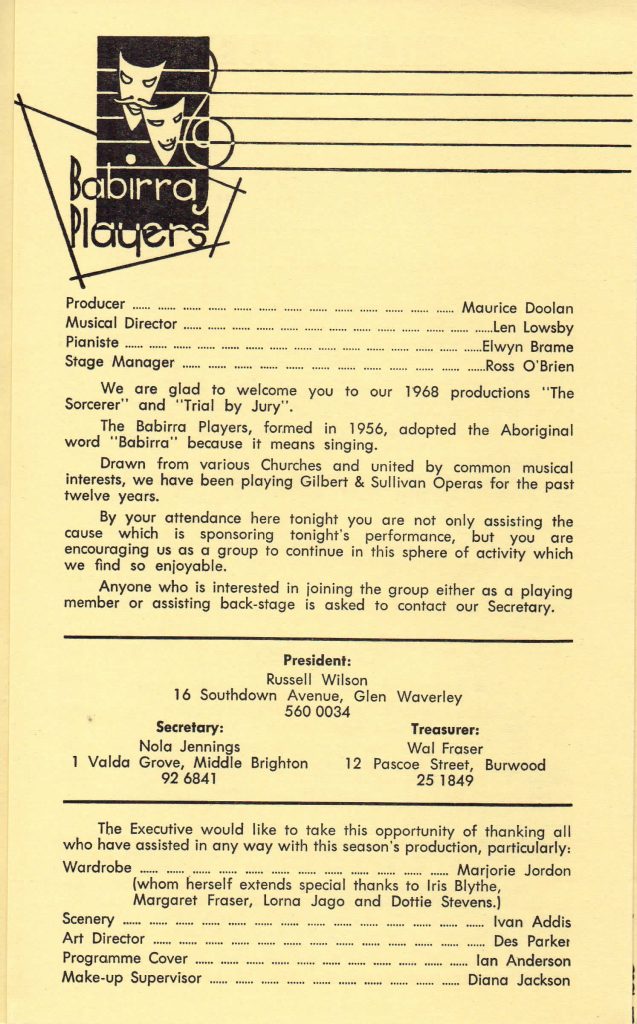 Babirra
Players
Producer ...... ...... ...... ...... ...... ...... ...... ...... ...... ...... ...... ...... ...... Maurice Doolan
Musical Director ...... ...... ...... ...... ...... ...... ...... ...... ...... ...... ...... ......Len Lowsby
Pianiste ...... ...... ...... ...... ...... ...... ...... ...... ...... ...... ...... ...... ...... ......Elwyn Brame
Stage Manager ...... ...... ...... ...... ...... ...... ...... ...... ...... ...... ...... ......Ross O'Brien
We are glad to welcome you to our 1968 productions "The
Sorcerer" and "Trial by Jury".
The Babirra Players, formed in 1956, adopted the Aboriginal
word "Babirra" because it means singing.
Drawn from various Churches and united by common musical
interests, we have been playing Gilbert & Sullivan Operas for the past
twelve years.
By your attendance here tonight you are not only assisting the
cause which is sponsoring tonight's performance, but you are
encouraging us as a group to continue in this sphere of activity which
we find so enjoyable.
Anyone who is interested in joining the group either as a playing
member or assisting back-stage is asked to contact our Secretary.
President:
Russell Wilson
16 Southdown Avenue, Glen Waverley
560 0034
Secretary:
Nola Jennings
1 Valda Grove, Middle Brighton
92 6841
Treasurer:
Wal Fraser
12 Pascoe Street, Burwood
25 1849
The Executive would like to take this opportunity of thanking all
who have assisted in any way with this season's production, particularly:
Wardrobe ...... ...... ...... ...... ...... ...... ...... ...... ...... ...... ...... ...... Marjorie Jordon
(whom herself extends special thanks to Iris Blythe,
Margaret Fraser, Lorna Jago and Dottie Stevens.)
Scenery ...... ...... ...... ...... ...... ...... ...... ...... ...... ...... ...... ...... ...... ...... Ivan Addis
Art Director ...... ...... ...... ...... ...... ...... ...... ...... ...... ...... ...... ...... ...... Des Parker
Programme Cover ...... ...... ...... ...... ...... ...... ...... ...... ...... ...... ...... Ian Anderson
Make-up Supervisor ...... ...... ...... ...... ...... ...... ...... ...... ...... ...... Diana Jackson